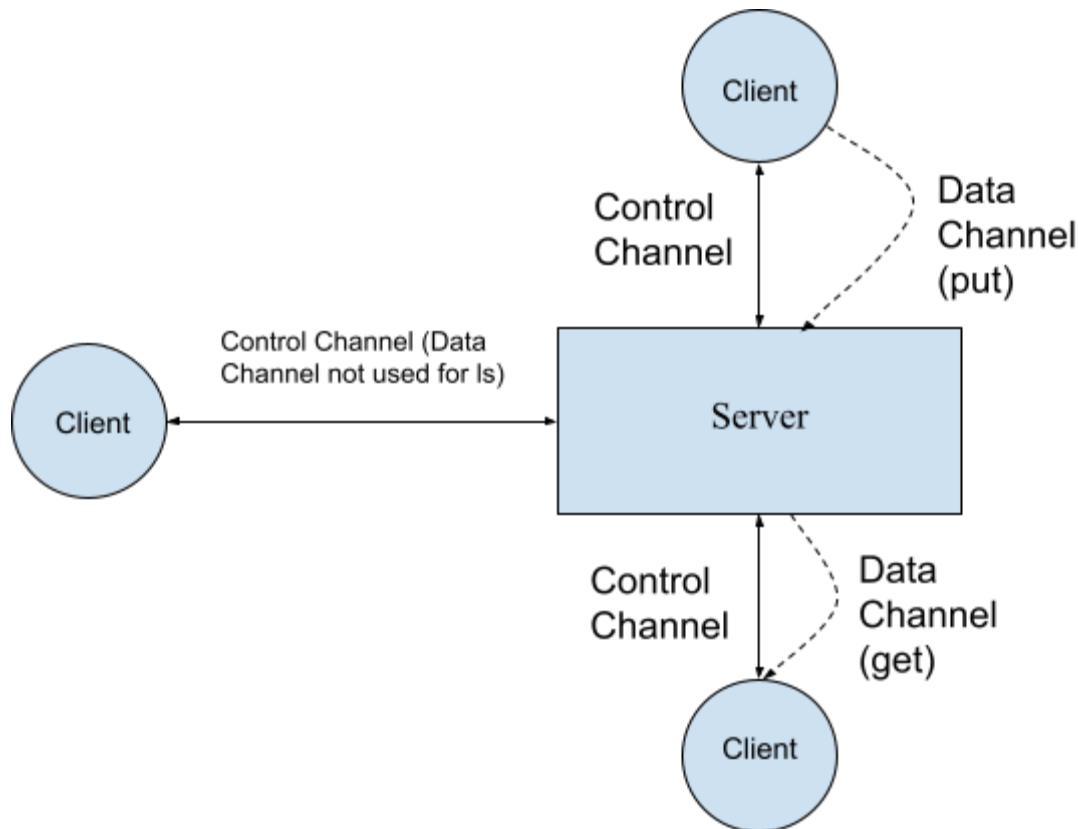 Client
Control
Channel
Data
Channel
(put)
Control Channel (Data
Channel not used for ls)
Client
Server
Control
Channel
Data
Channel
(get)
Client